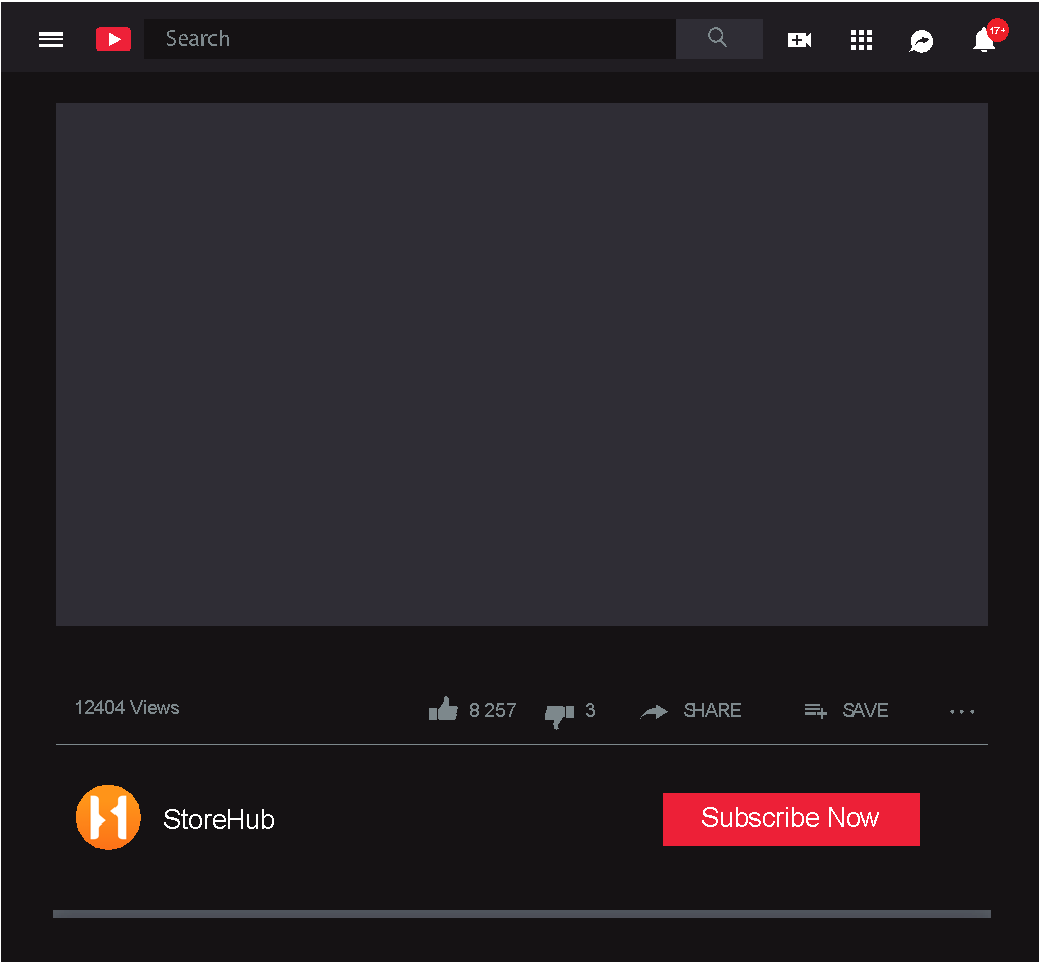 Search
17+
12404 Views
8 257
3
SHARE
SAVE
StoreHub
Subscribe Now